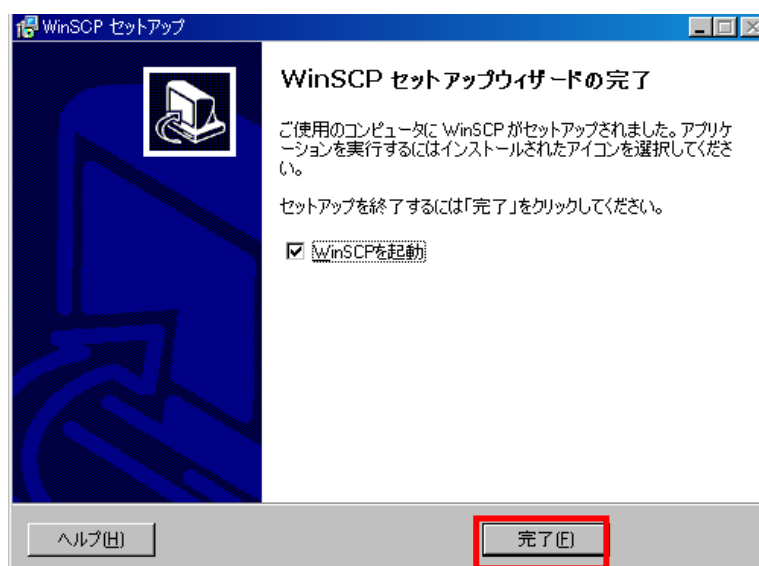 WinSCP セットアップ
WinSCP セットアップウィザードの完了
ご使用のコンピュータに WinSCP がセットアップされました。アプリケ
ーションを実行するにはインストールされたアイコンを選択してくださ
い。
セットアップを終了するには「完了」をクリックしてください。
WinSCPを起動
ヘルプ(H)
完了(F)